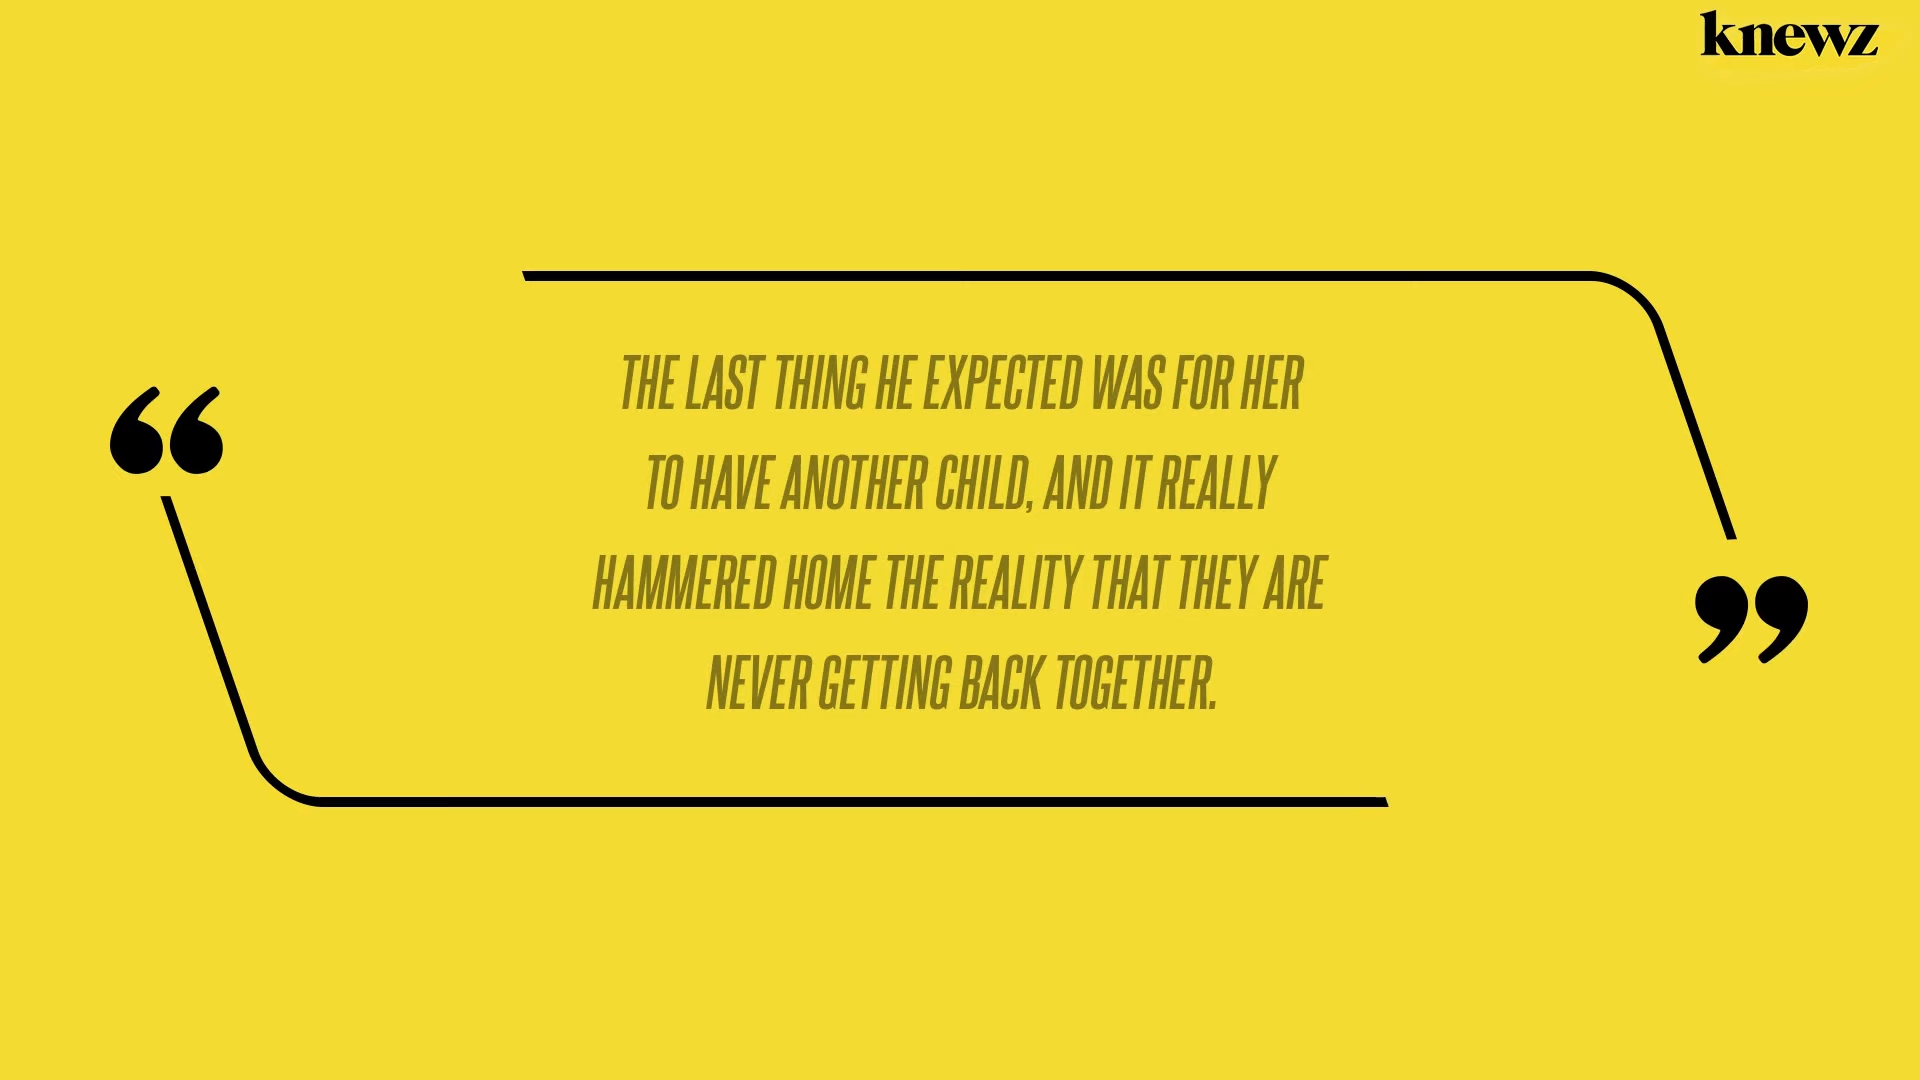 knewz
“
THE LAST THING HE EXPECTED WAS FOR HER
TO HAVE ANOTHER CHILD, AND IT REALLY
HAMMERED HOME THE REALITY THAT THEY ARE
NEVER GETTING BACK TOGETHER.
”